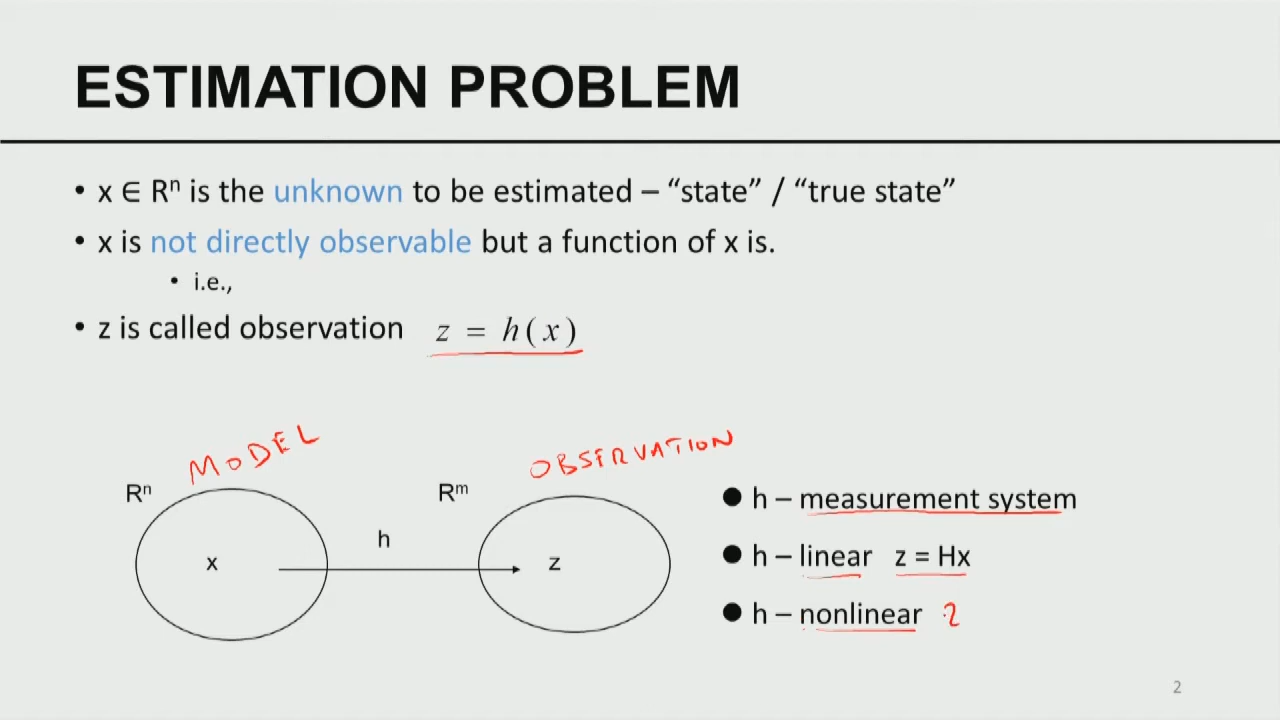 ESTIMATION PROBLEM
• x ∈ Rⁿ is the unknown to be estimated – “state” / “true state”
• x is not directly observable but a function of x is.
• i.e.,
• z is called observation z = h(x)
MODEL
OBSERVATION
Rⁿ
Rᵐ
x
h
z
● h – measurement system
● h – linear z = Hx
● h – nonlinear
2